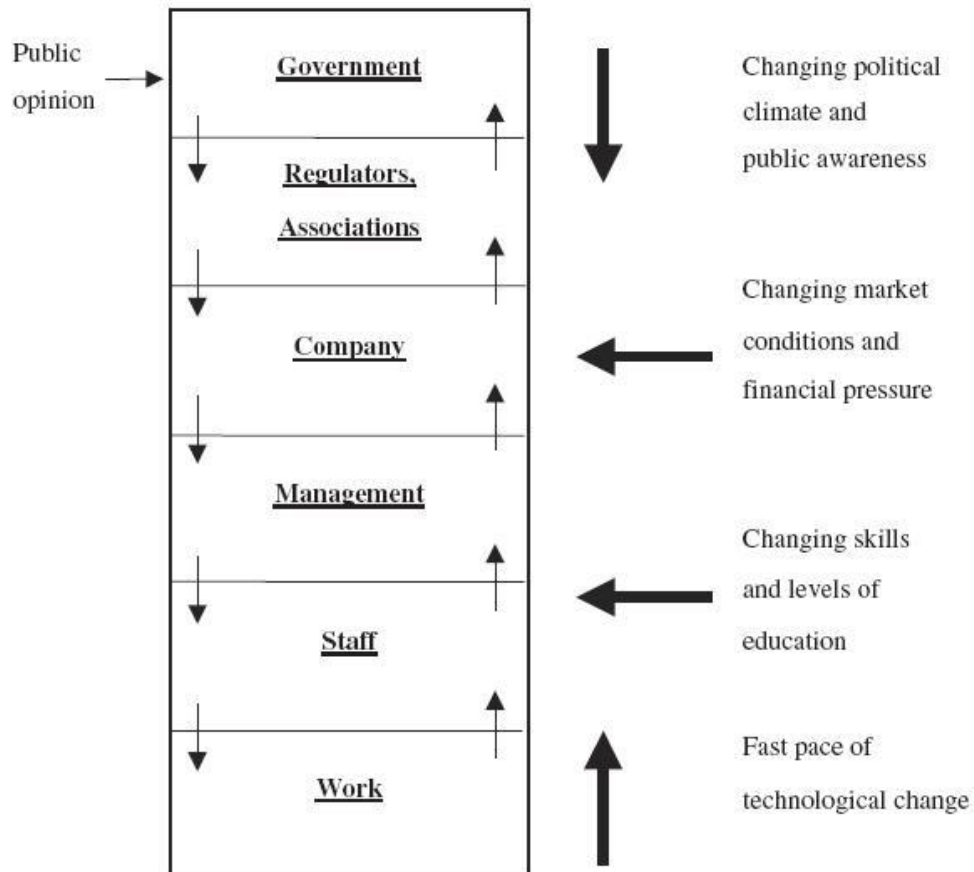 Public
opinion
Government
Regulators,
Associations
Company
Management
Staff
Work
Changing political
climate and
public awareness
Changing market
conditions and
financial pressure
Changing skills
and levels of
education
Fast pace of
technological change